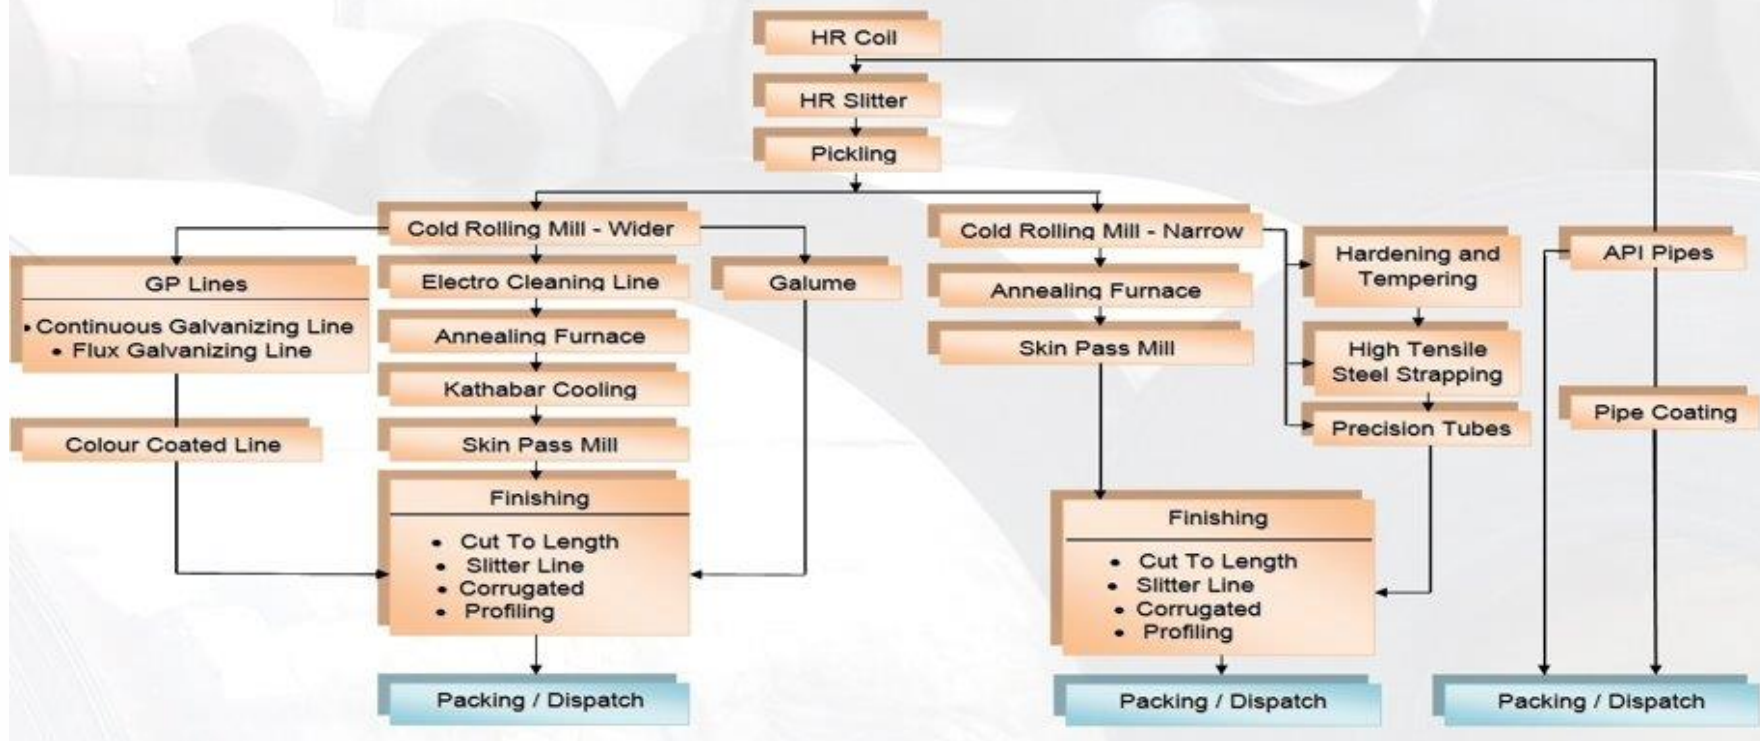 HR Coil
HR Slitter
Pickling
Cold Rolling Mill - Wider
GP Lines
• Continuous Galvanizing Line
• Flux Galvanizing Line
Colour Coated Line
Electro Cleaning Line
Annealing Furnace
Kathabar Cooling
Skin Pass Mill
Galume
Finishing
• Cut To Length
• Slitter Line
• Corrugated
• Profiling
Packing / Dispatch
Cold Rolling Mill - Narrow
Annealing Furnace
Skin Pass Mill
Hardening and
Tempering
High Tensile
Steel Strapping
Precision Tubes
Finishing
• Cut To Length
• Slitter Line
• Corrugated
• Profiling
Packing / Dispatch
API Pipes
Pipe Coating
Packing / Dispatch